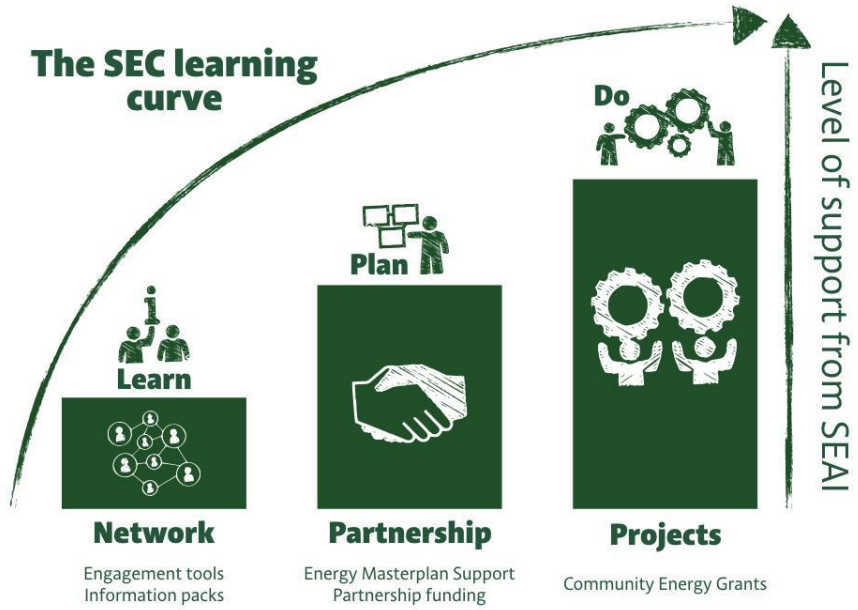 The SEC learning
curve
Do
Plan
Learn
Level of support from SEAI
Network
Engagement tools
Information packs
Partnership
Energy Masterplan Support
Partnership funding
Projects
Community Energy Grants